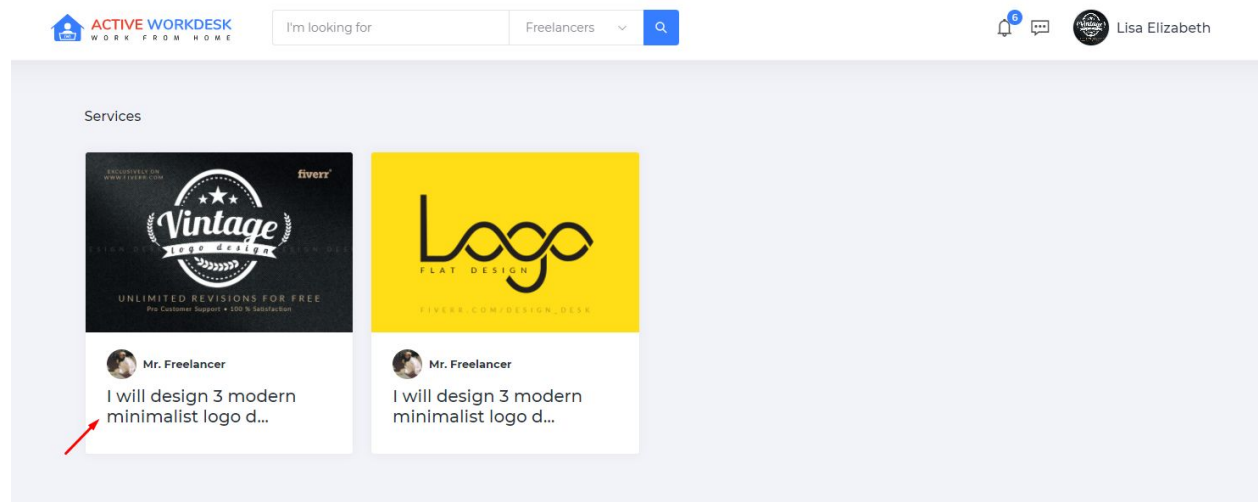 ACTIVE WORKDESK
WORK FROM HOME
I'm looking for
Freelancers
6
Lisa Elizabeth
Services
EXCLUSIVELY ON
WWW.FIVERR.COM
fiverr
Vintage
logo design
UNLIMITED REVISIONS FOR FREE
Pro Customer Support • 100 % Satisfaction
Logo
FLAT DESIGN
FIVERR.COM/DESIGN_DESK
Mr. Freelancer
I will design 3 modern
minimalist logo d...
Mr. Freelancer
I will design 3 modern
minimalist logo d...